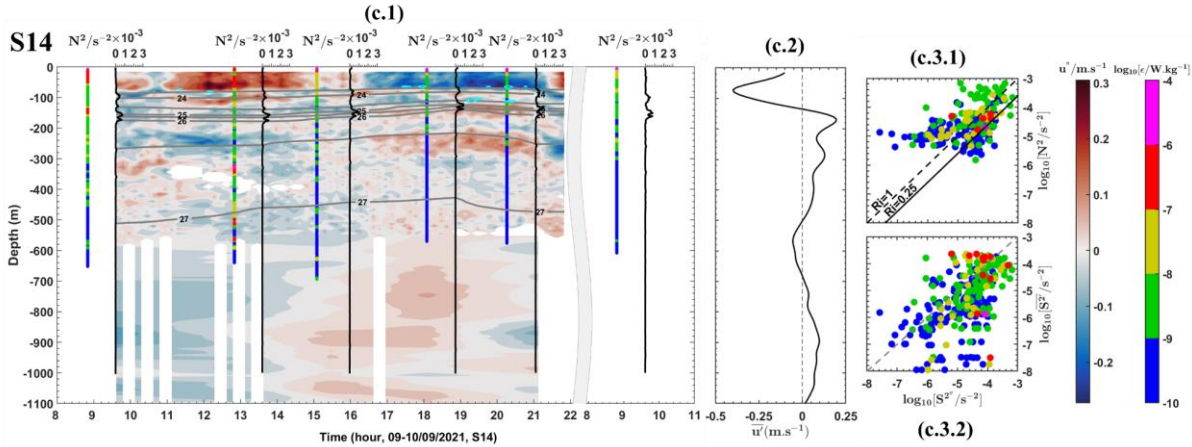 (c.1)
S14
N²/s⁻²×10⁻³ N²/s⁻²×10⁻³ N²/s⁻²×10⁻³ N²/s⁻²×10⁻³ N²/s⁻²×10⁻³ N²/s⁻²×10⁻³
0 1 2 3 0 1 2 3 0 1 2 3 0 1 2 3 0 1 2 3 0 1 2 3
Depth (m)
0
-100
-200
-300
-400
-500
-600
-700
-800
-900
-1000
-1100
24 24
25 25
26 26
27 27
8 9 10 11 12 13 14 15 16 17 18 19 20 21 22 8 9 10 11
Time (hour, 09-10/09/2021, S14)
(c.2)
-0.5 -0.25 0 0.25
u'(m.s⁻¹)
(c.3.1)
-3
-4
-5
-6
-7
-8
log₁₀[N²/s⁻²]
Ri=1
Ri=0.25
-3
-4
-5
-6
-7
-8
log₁₀[S²'/s⁻²]
-8 -7 -6 -5 -4 -3
log₁₀[S²"/s⁻²]
(c.3.2)
u"/m.s⁻¹
0.3
0.2
0.1
0
-0.1
-0.2
log₁₀[ϵ/W.kg⁻¹]
-4
-6
-7
-8
-9
-10